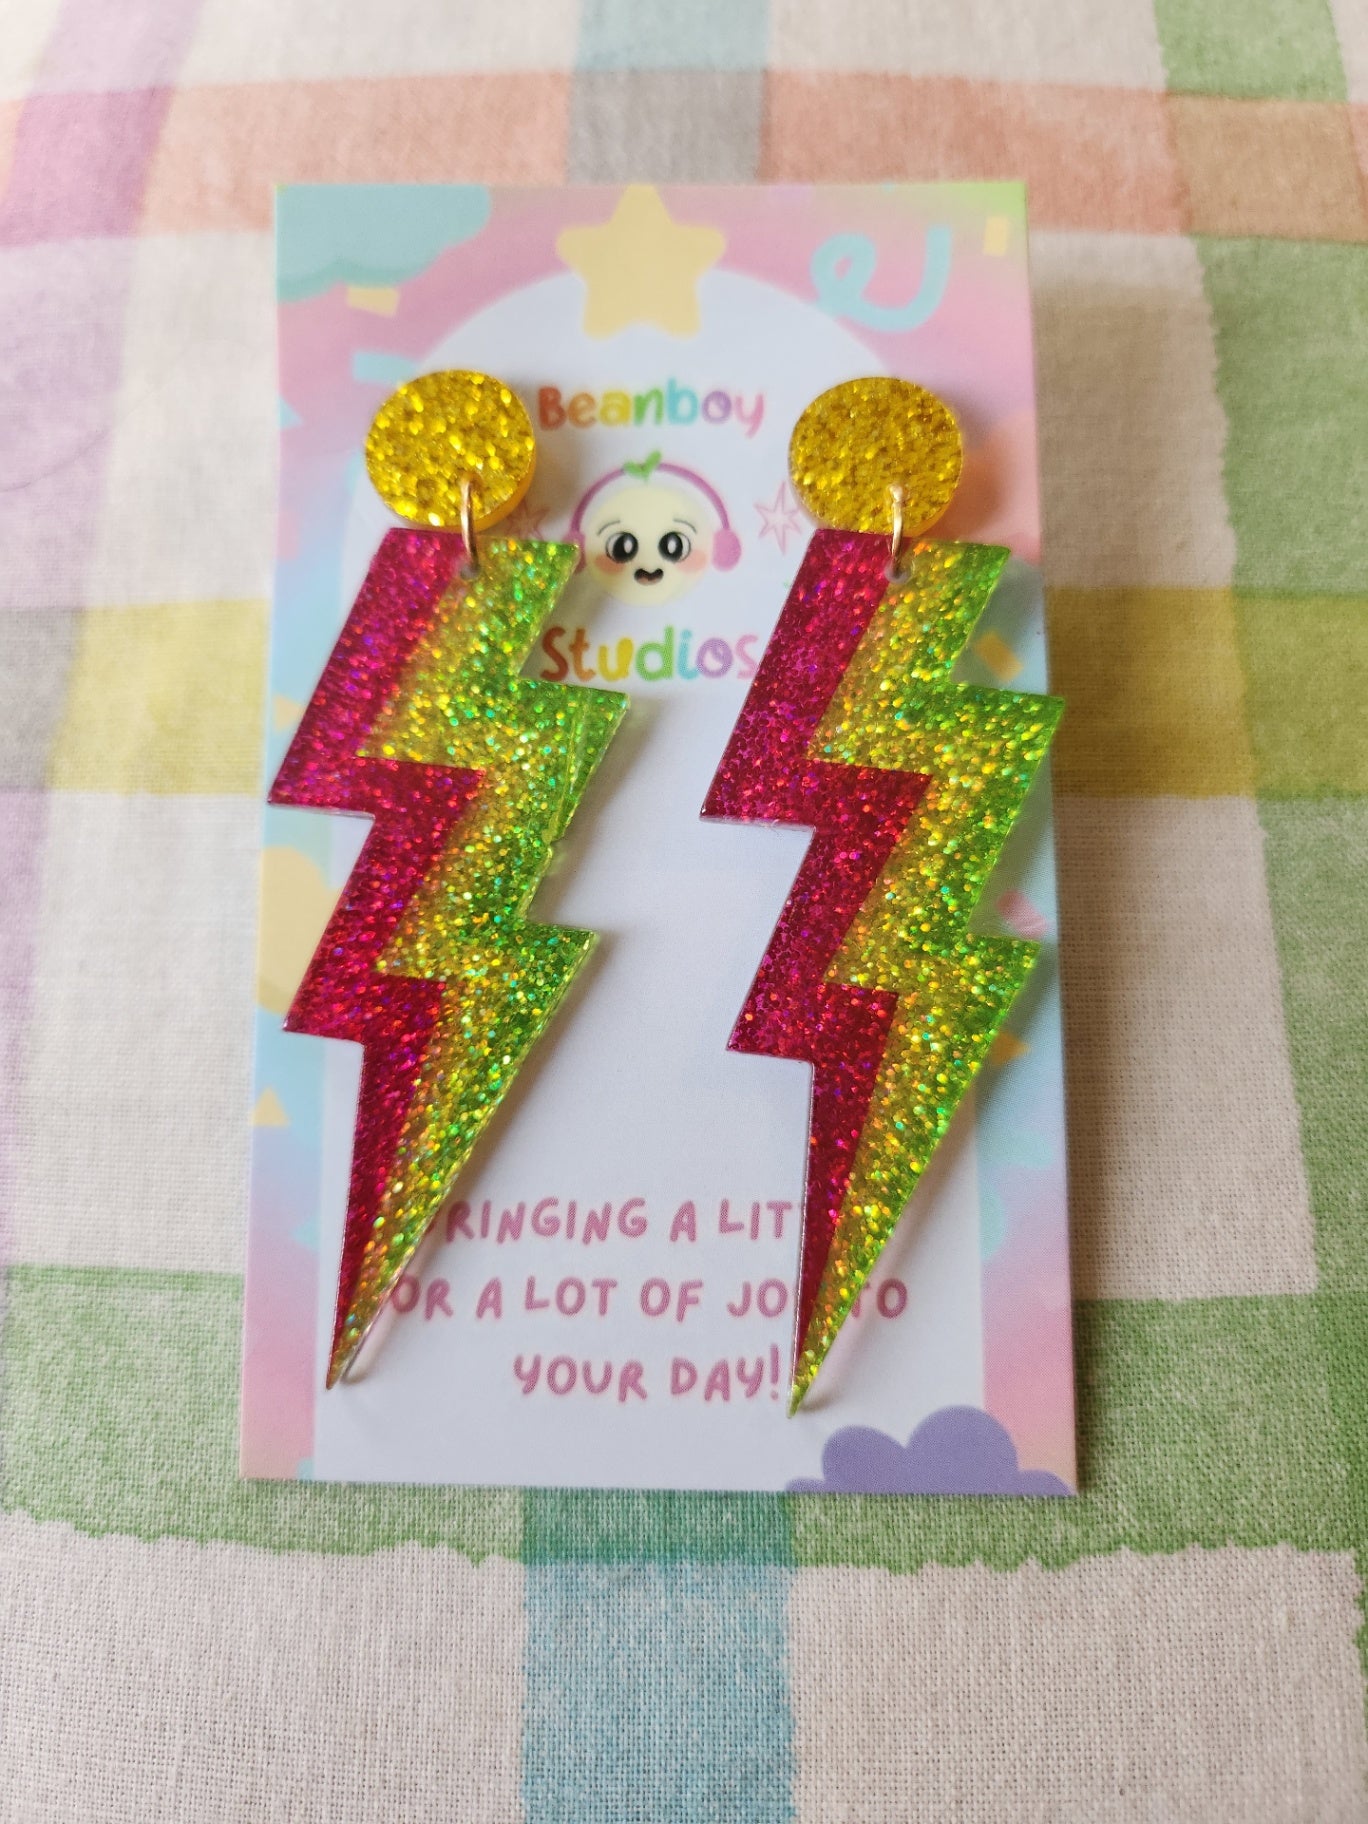 Beanboy
Studios
RINGING A LIT
OR A LOT OF JO TO
YOUR DAY!